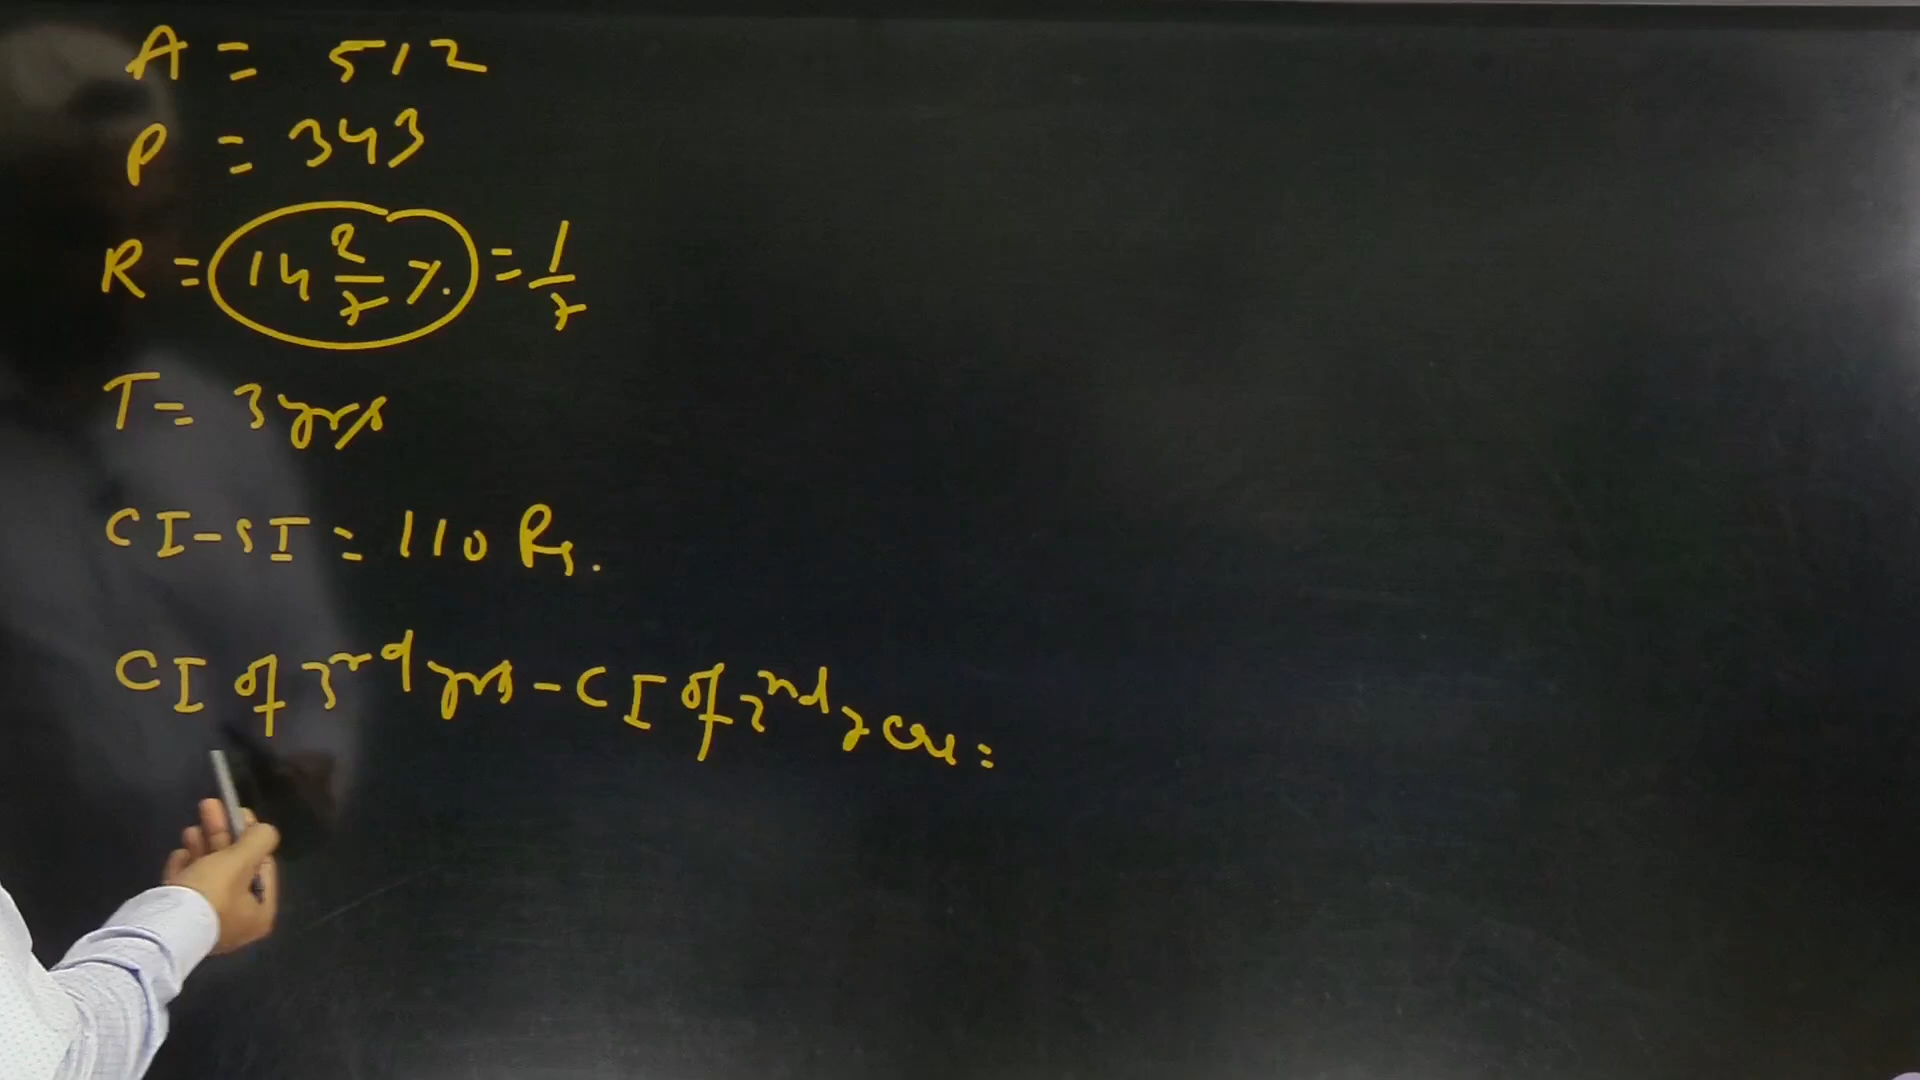 A = 512
P = 343
R = 14 2/7 % = 1/7
T = 3 yrs
CI-SI = 110 Rs.
CI of 3rd yrs - CI of 2nd year =